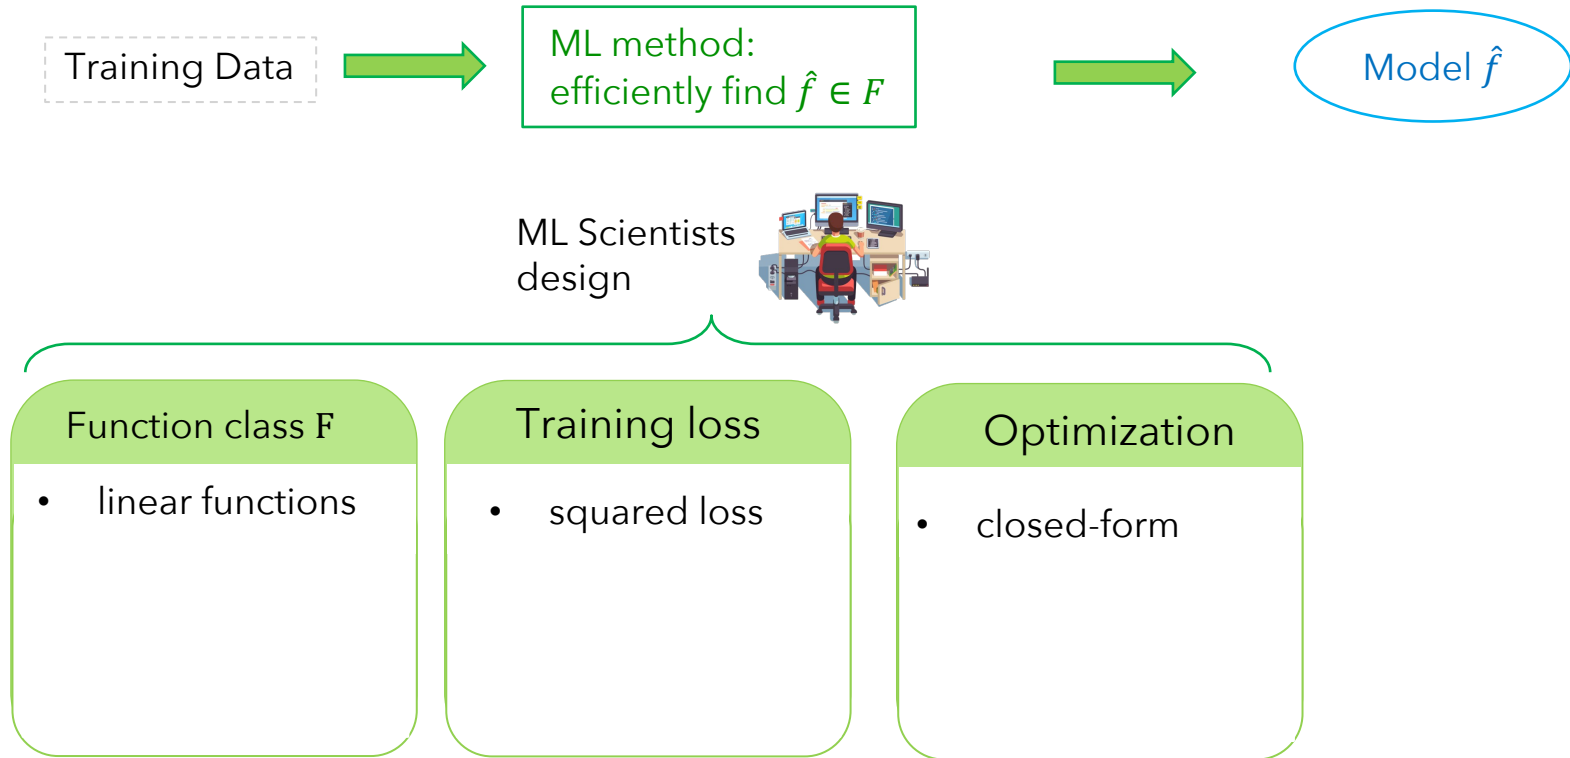 Training Data
ML method:
efficiently find f̂ ∈ F
Model f̂
ML Scientists
design
Function class F
• linear functions
Training loss
• squared loss
Optimization
• closed-form